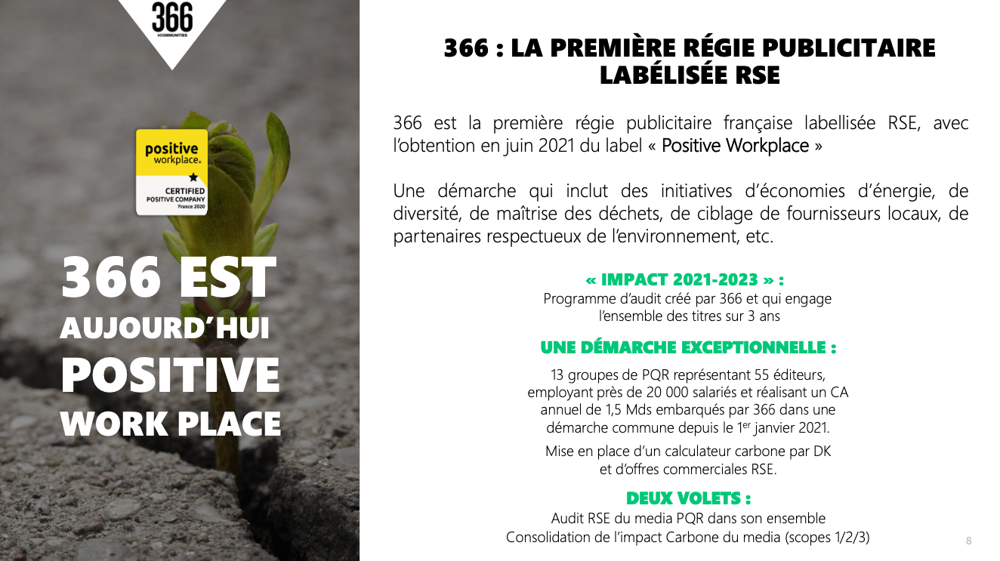 366
#COMMUNITIES
positive
workplace®
CERTIFIED
POSITIVE COMPANY
France 2020
366 EST
AUJOURD'HUI
POSITIVE
WORK PLACE
366 : LA PREMIÈRE RÉGIE PUBLICITAIRE
LABÉLISÉE RSE
366 est la première régie publicitaire française labellisée RSE, avec
l'obtention en juin 2021 du label « Positive Workplace »
Une démarche qui inclut des initiatives d'économies d'énergie, de
diversité, de maîtrise des déchets, de ciblage de fournisseurs locaux, de
partenaires respectueux de l'environnement, etc.
« IMPACT 2021-2023 » :
Programme d'audit créé par 366 et qui engage
l'ensemble des titres sur 3 ans
UNE DÉMARCHE EXCEPTIONNELLE :
13 groupes de PQR représentant 55 éditeurs,
employant près de 20 000 salariés et réalisant un CA
annuel de 1,5 Mds embarqués par 366 dans une
démarche commune depuis le 1er janvier 2021.
Mise en place d'un calculateur carbone par DK
et d'offres commerciales RSE.
DEUX VOLETS :
Audit RSE du media PQR dans son ensemble
Consolidation de l'impact Carbone du media (scopes 1/2/3)
8